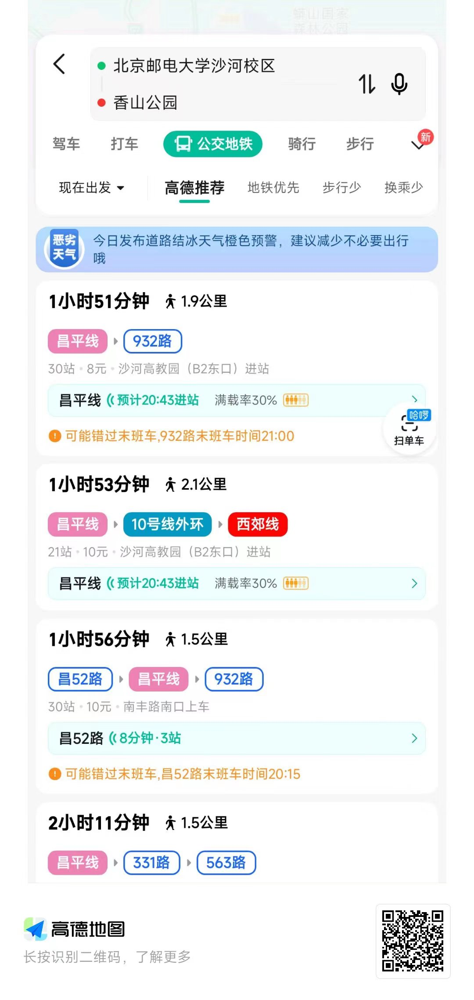 蟒山国家
森林公园
北京邮电大学沙河校区
香山公园
驾车 打车 公交地铁 骑行 步行 新
现在出发 高德推荐 地铁优先 步行少 换乘少
恶劣
天气
今日发布道路结冰天气橙色预警，建议减少不必要出行
哦
1小时51分钟 1.9公里
昌平线 932路
30站·8元·沙河高教园（B2东口）进站
昌平线 预计20:43进站 满载率30%
可能错过末班车,932路末班车时间21:00
哈啰
扫单车
1小时53分钟 2.1公里
昌平线 10号线外环 西郊线
21站·10元·沙河高教园（B2东口）进站
昌平线 预计20:43进站 满载率30%
1小时56分钟 1.5公里
昌52路 昌平线 932路
30站·10元·南丰路南口上车
昌52路 8分钟·3站
可能错过末班车,昌52路末班车时间20:15
2小时11分钟 1.5公里
昌平线 331路 563路
高德地图
长按识别二维码，了解更多